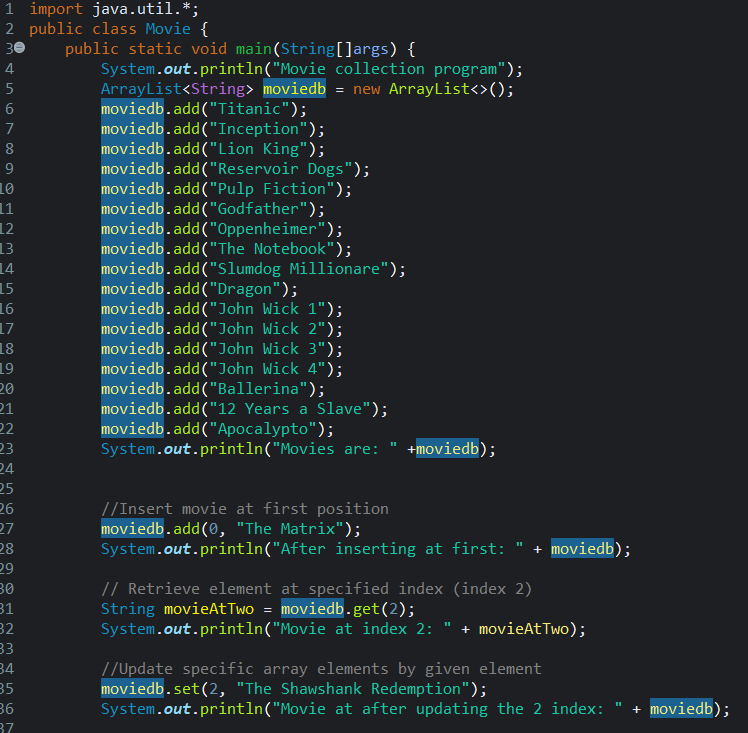 1 import java.util.*;
2 public class Movie {
3 public static void main(String[]args) {
4 System.out.println("Movie collection program");
5 ArrayList<String> moviedb = new ArrayList<>();
6 moviedb.add("Titanic");
7 moviedb.add("Inception");
8 moviedb.add("Lion King");
9 moviedb.add("Reservoir Dogs");
10 moviedb.add("Pulp Fiction");
11 moviedb.add("Godfather");
12 moviedb.add("Oppenheimer");
13 moviedb.add("The Notebook");
14 moviedb.add("Slumdog Millionare");
15 moviedb.add("Dragon");
16 moviedb.add("John Wick 1");
17 moviedb.add("John Wick 2");
18 moviedb.add("John Wick 3");
19 moviedb.add("John Wick 4");
20 moviedb.add("Ballerina");
21 moviedb.add("12 Years a Slave");
22 moviedb.add("Apocalypto");
23 System.out.println("Movies are: " +moviedb);
24
25
26 //Insert movie at first position
27 moviedb.add(0, "The Matrix");
28 System.out.println("After inserting at first: " + moviedb);
29
30 // Retrieve element at specified index (index 2)
31 String movieAtTwo = moviedb.get(2);
32 System.out.println("Movie at index 2: " + movieAtTwo);
33
34 //Update specific array elements by given element
35 moviedb.set(2, "The Shawshank Redemption");
36 System.out.println("Movie at after updating the 2 index: " + moviedb);
37